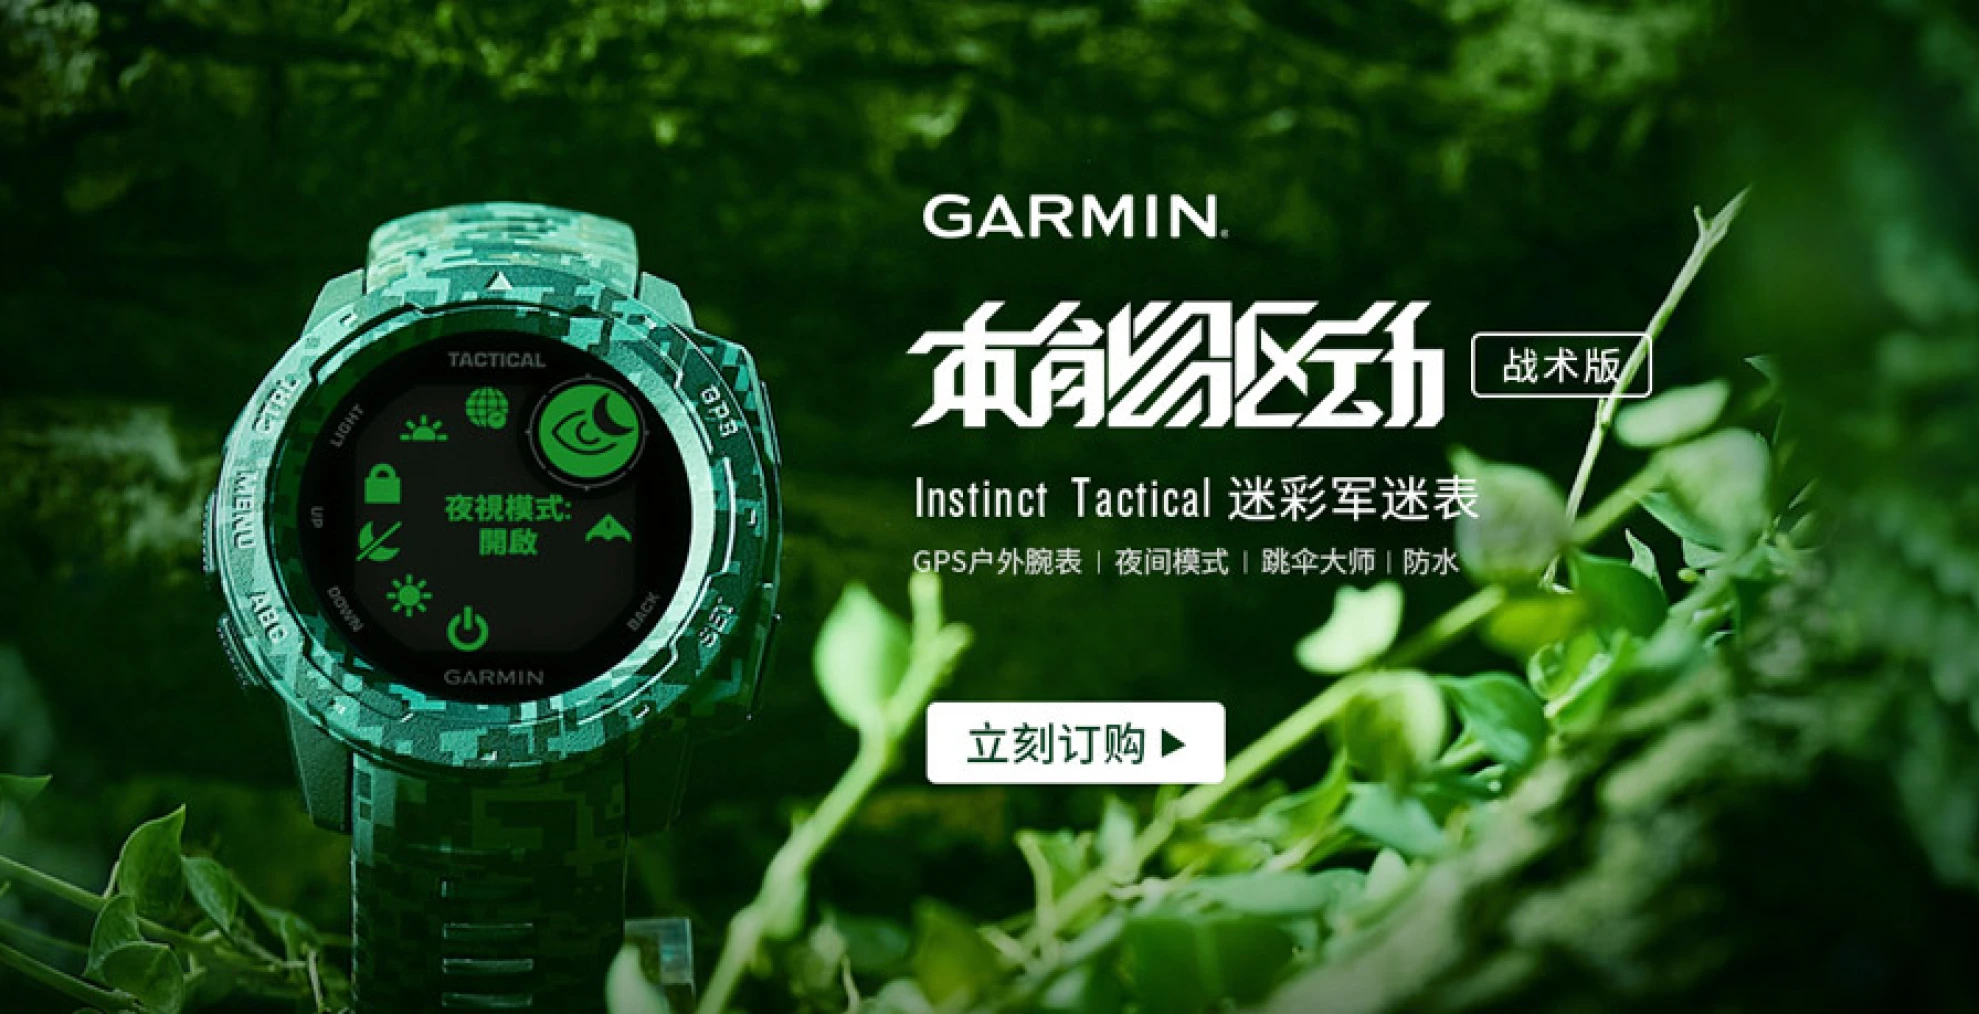 GARMIN
本能驱动
战术版
Instinct Tactical 迷彩军迷表
GPS户外腕表 | 夜间模式 | 跳伞大师 | 防水
立刻订购
TACTICAL
GPS
CTRL
LIGHT
MENU
UP
夜視模式:
開啟
ABC
DOWN
BACK
SET
GARMIN